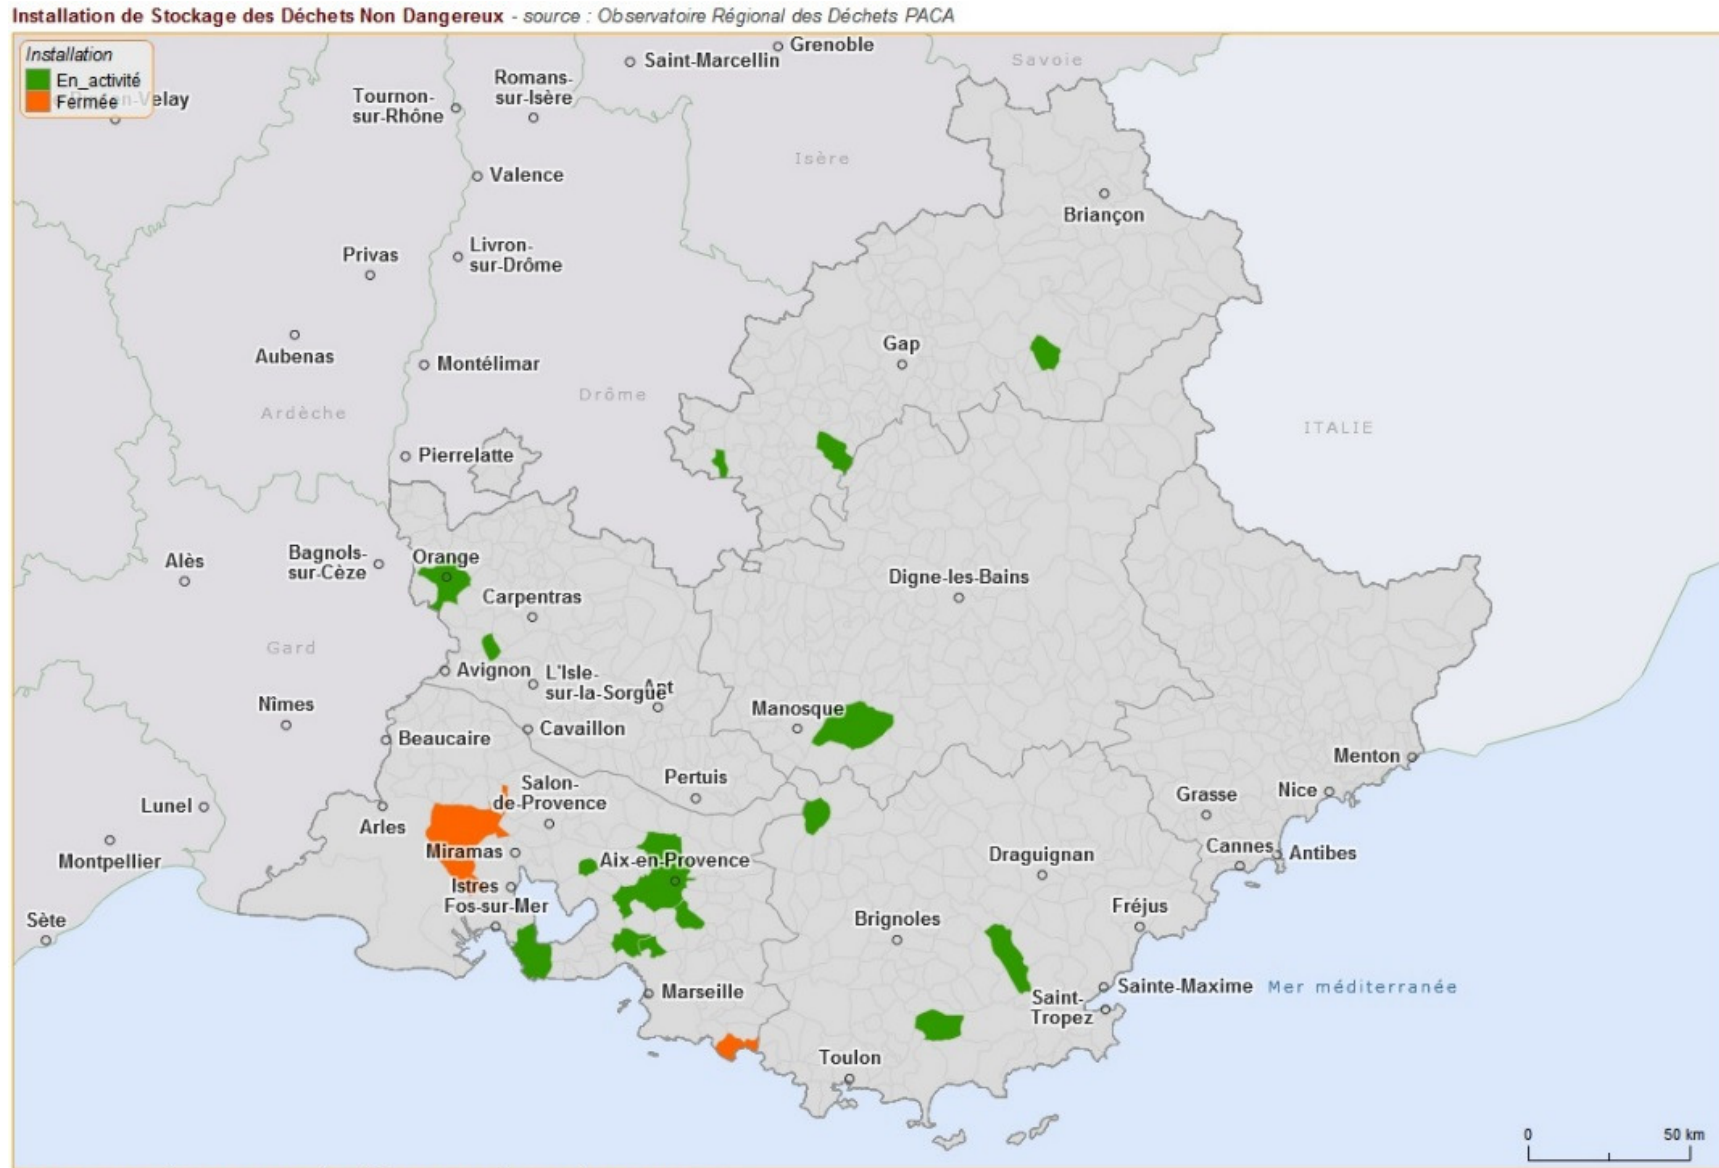 Installation de Stockage des Déchets Non Dangereux - source : Observatoire Régional des Déchets PACA
Installation
En_activité
Fermée
-Velay
Grenoble
Saint-Marcellin
Savoie
Romans-
sur-Isère
Tournon-
sur-Rhône
Isère
Valence
Briançon
Livron-
sur-Drôme
Privas
Gap
Aubenas
Montélimar
Drôme
Ardèche
ITALIE
Pierrelatte
Alès
Bagnols-
sur-Cèze
Orange
Digne-les-Bains
Carpentras
Gard
Avignon
L'Isle-
sur-la-Sorgue
Apt
Nîmes
Manosque
Cavaillon
Beaucaire
Menton
Pertuis
Salon-
de-Provence
Nice
Grasse
Lunel
Arles
Montpellier
Miramas
Aix-en-Provence
Draguignan
Cannes
Antibes
Istres
Fos-sur-Mer
Fréjus
Sète
Brignoles
Marseille
Sainte-Maxime
Mer méditerranée
Saint-
Tropez
Toulon
0
50 km